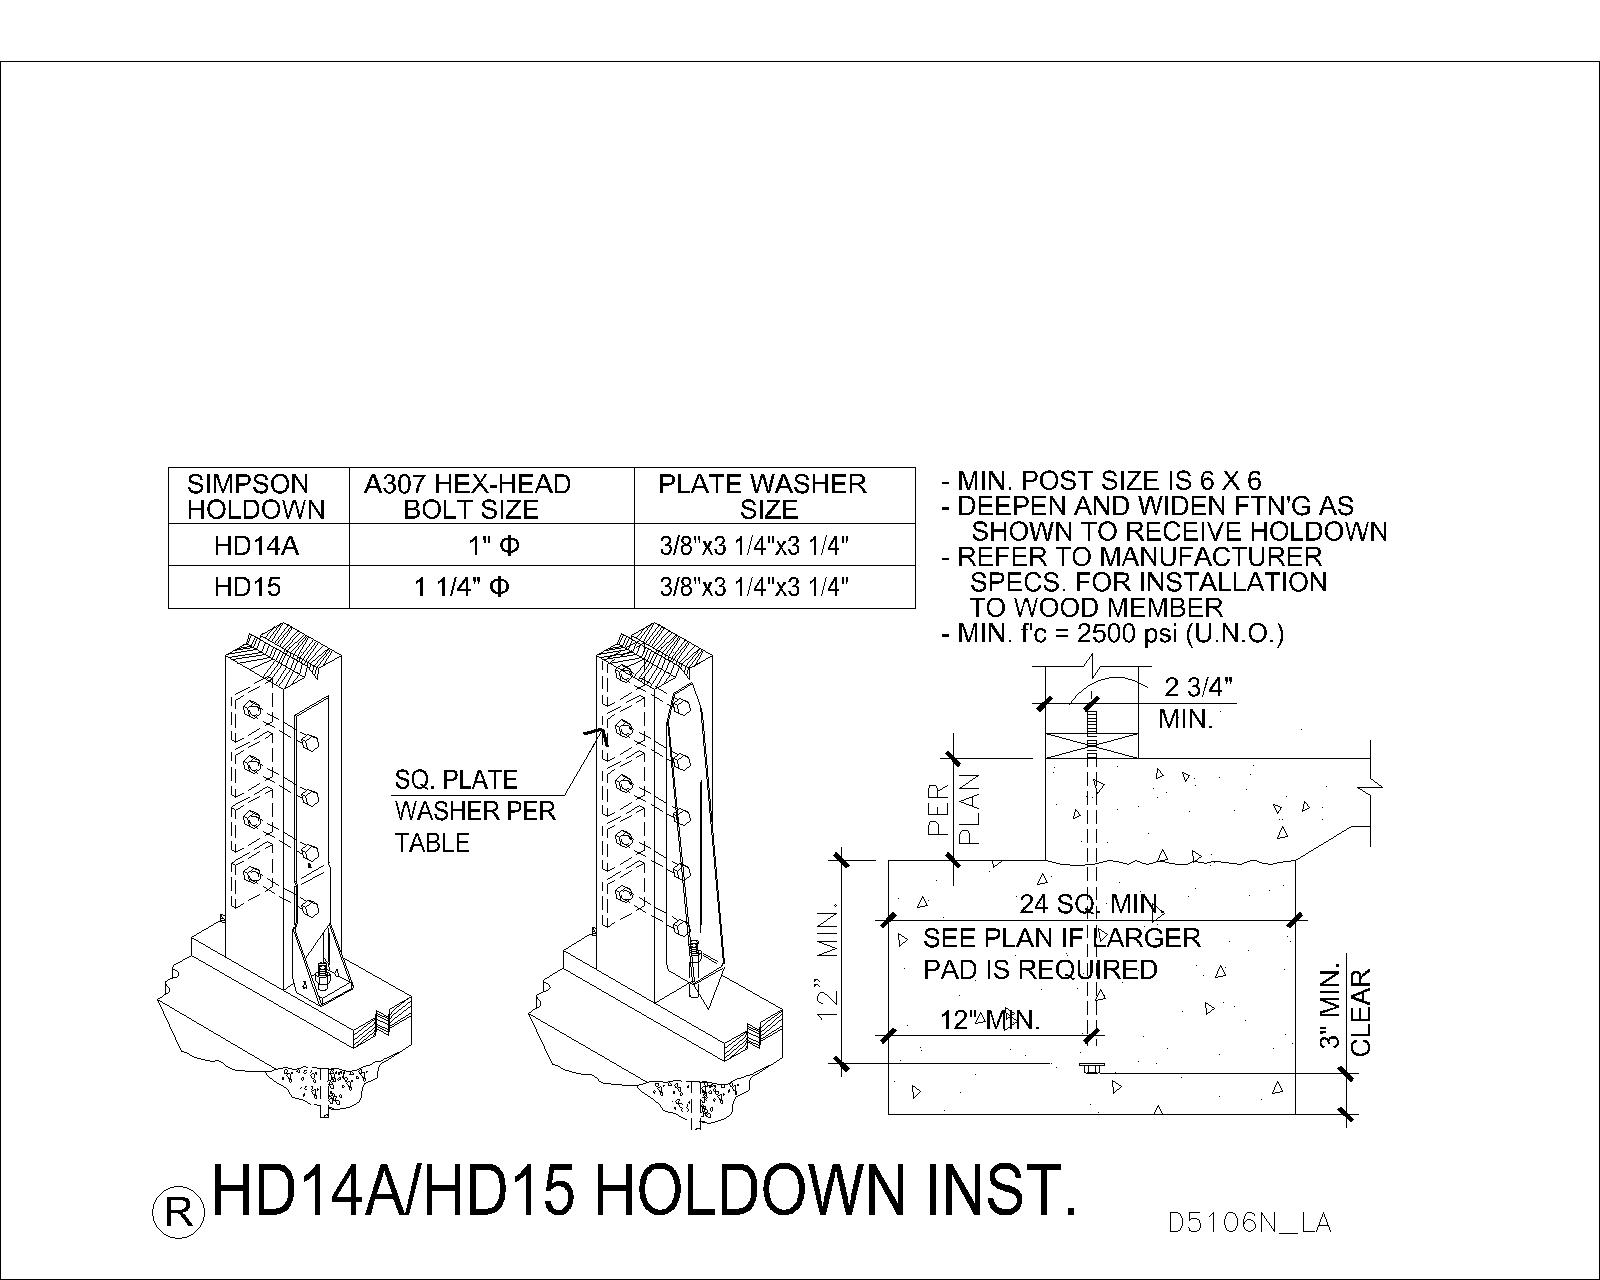 SIMPSON HOLDOWN
A307 HEX-HEAD BOLT SIZE
PLATE WASHER SIZE
HD14A 1" Φ 3/8"x3 1/4"x3 1/4"
HD15 1 1/4" Φ 3/8"x3 1/4"x3 1/4"
- MIN. POST SIZE IS 6 X 6
- DEEPEN AND WIDEN FTN'G AS
SHOWN TO RECEIVE HOLDOWN
- REFER TO MANUFACTURER
SPECS. FOR INSTALLATION
TO WOOD MEMBER
- MIN. f'c = 2500 psi (U.N.O.)
SQ. PLATE
WASHER PER
TABLE
2 3/4"
MIN.
PER
PLAN
12” MIN.
24 SQ. MIN.
SEE PLAN IF LARGER
PAD IS REQUIRED
12" MIN.
3" MIN.
CLEAR
R
HD14A/HD15 HOLDOWN INST.
D5106N_LA